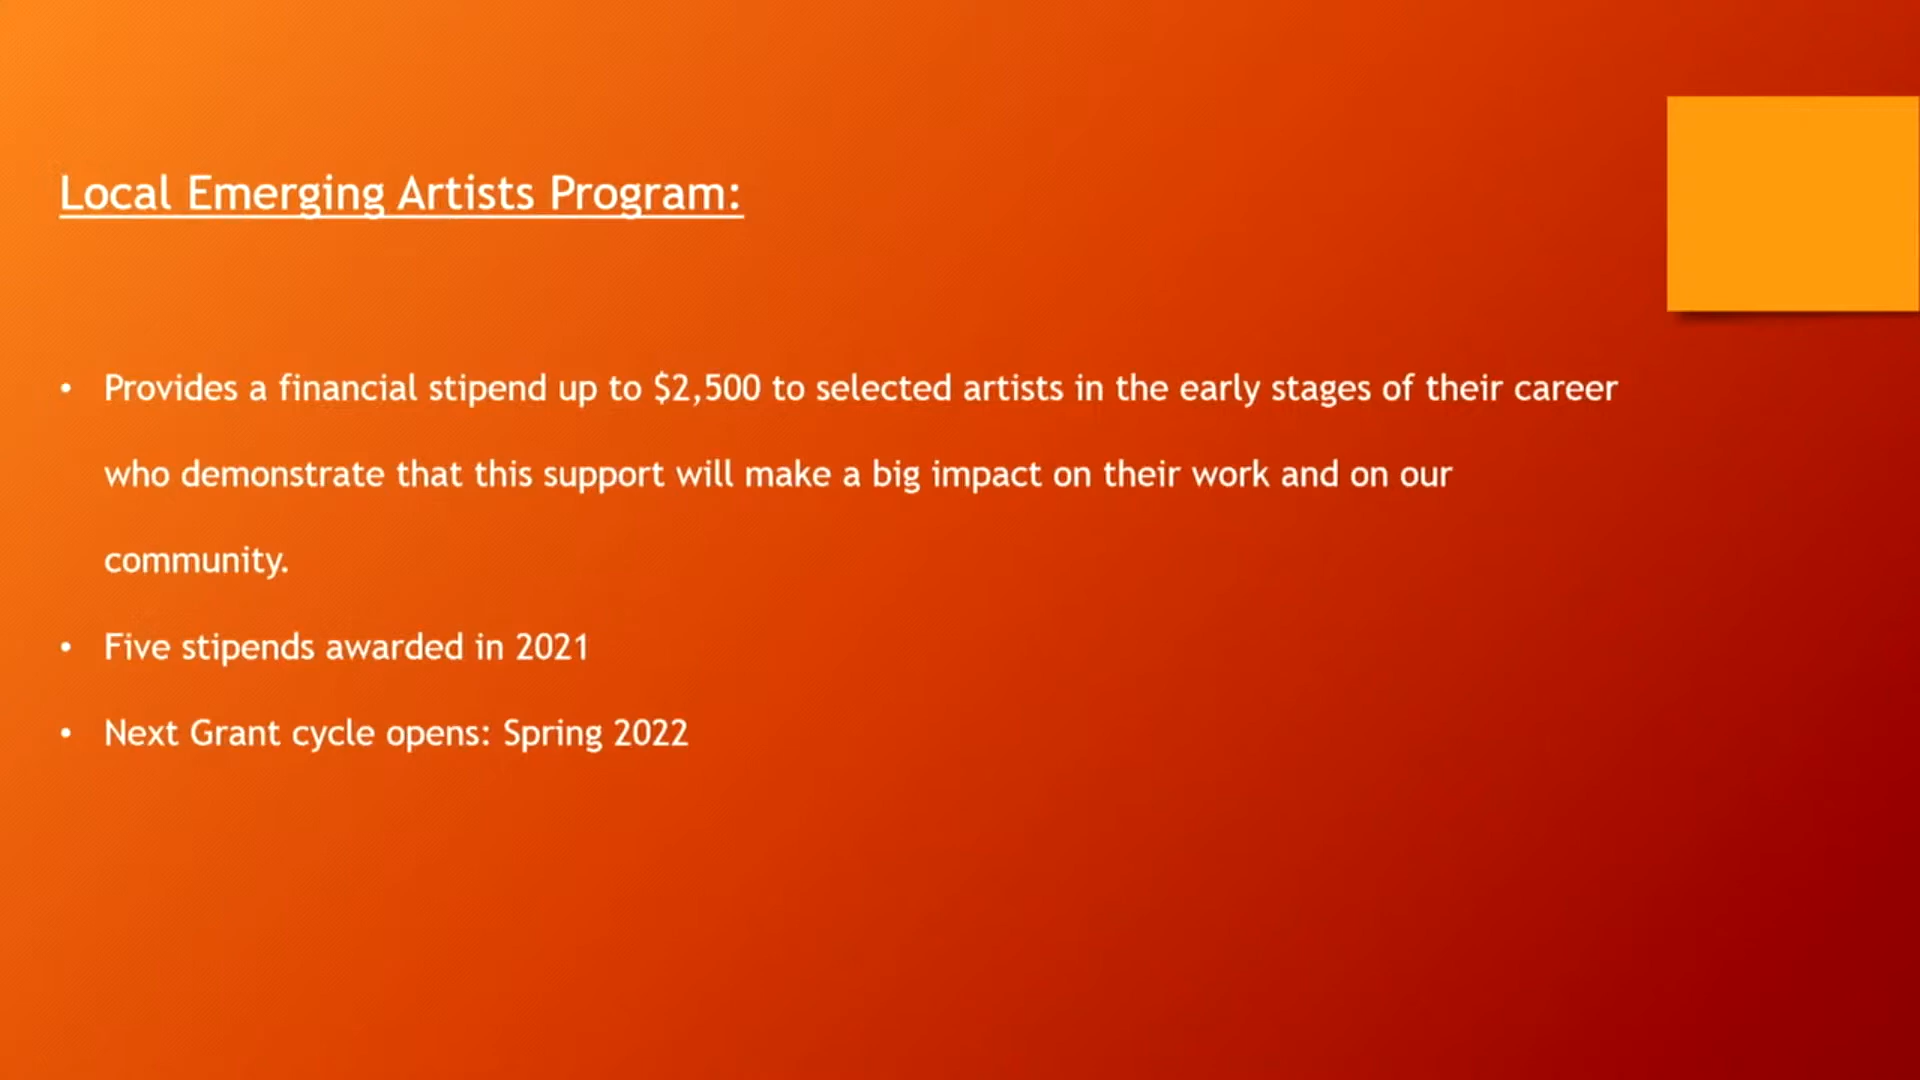 Local Emerging Artists Program:
• Provides a financial stipend up to $2,500 to selected artists in the early stages of their career
who demonstrate that this support will make a big impact on their work and on our
community.
• Five stipends awarded in 2021
• Next Grant cycle opens: Spring 2022